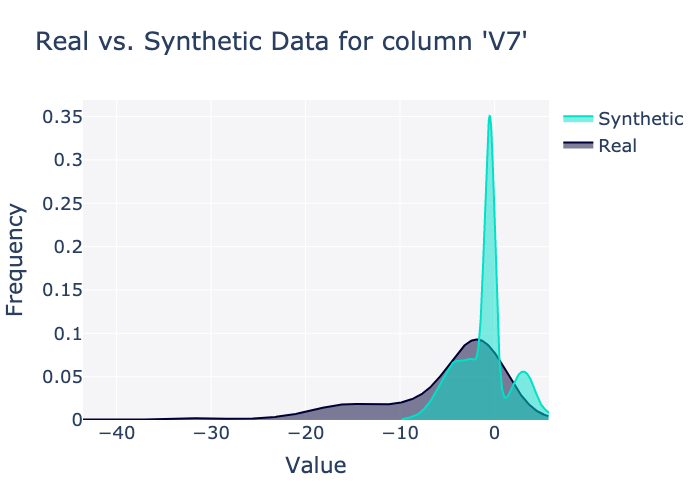 Real vs. Synthetic Data for column 'V7'
Synthetic
Real
Frequency
0.35
0.3
0.25
0.2
0.15
0.1
0.05
0
−40
−30
−20
−10
0
Value